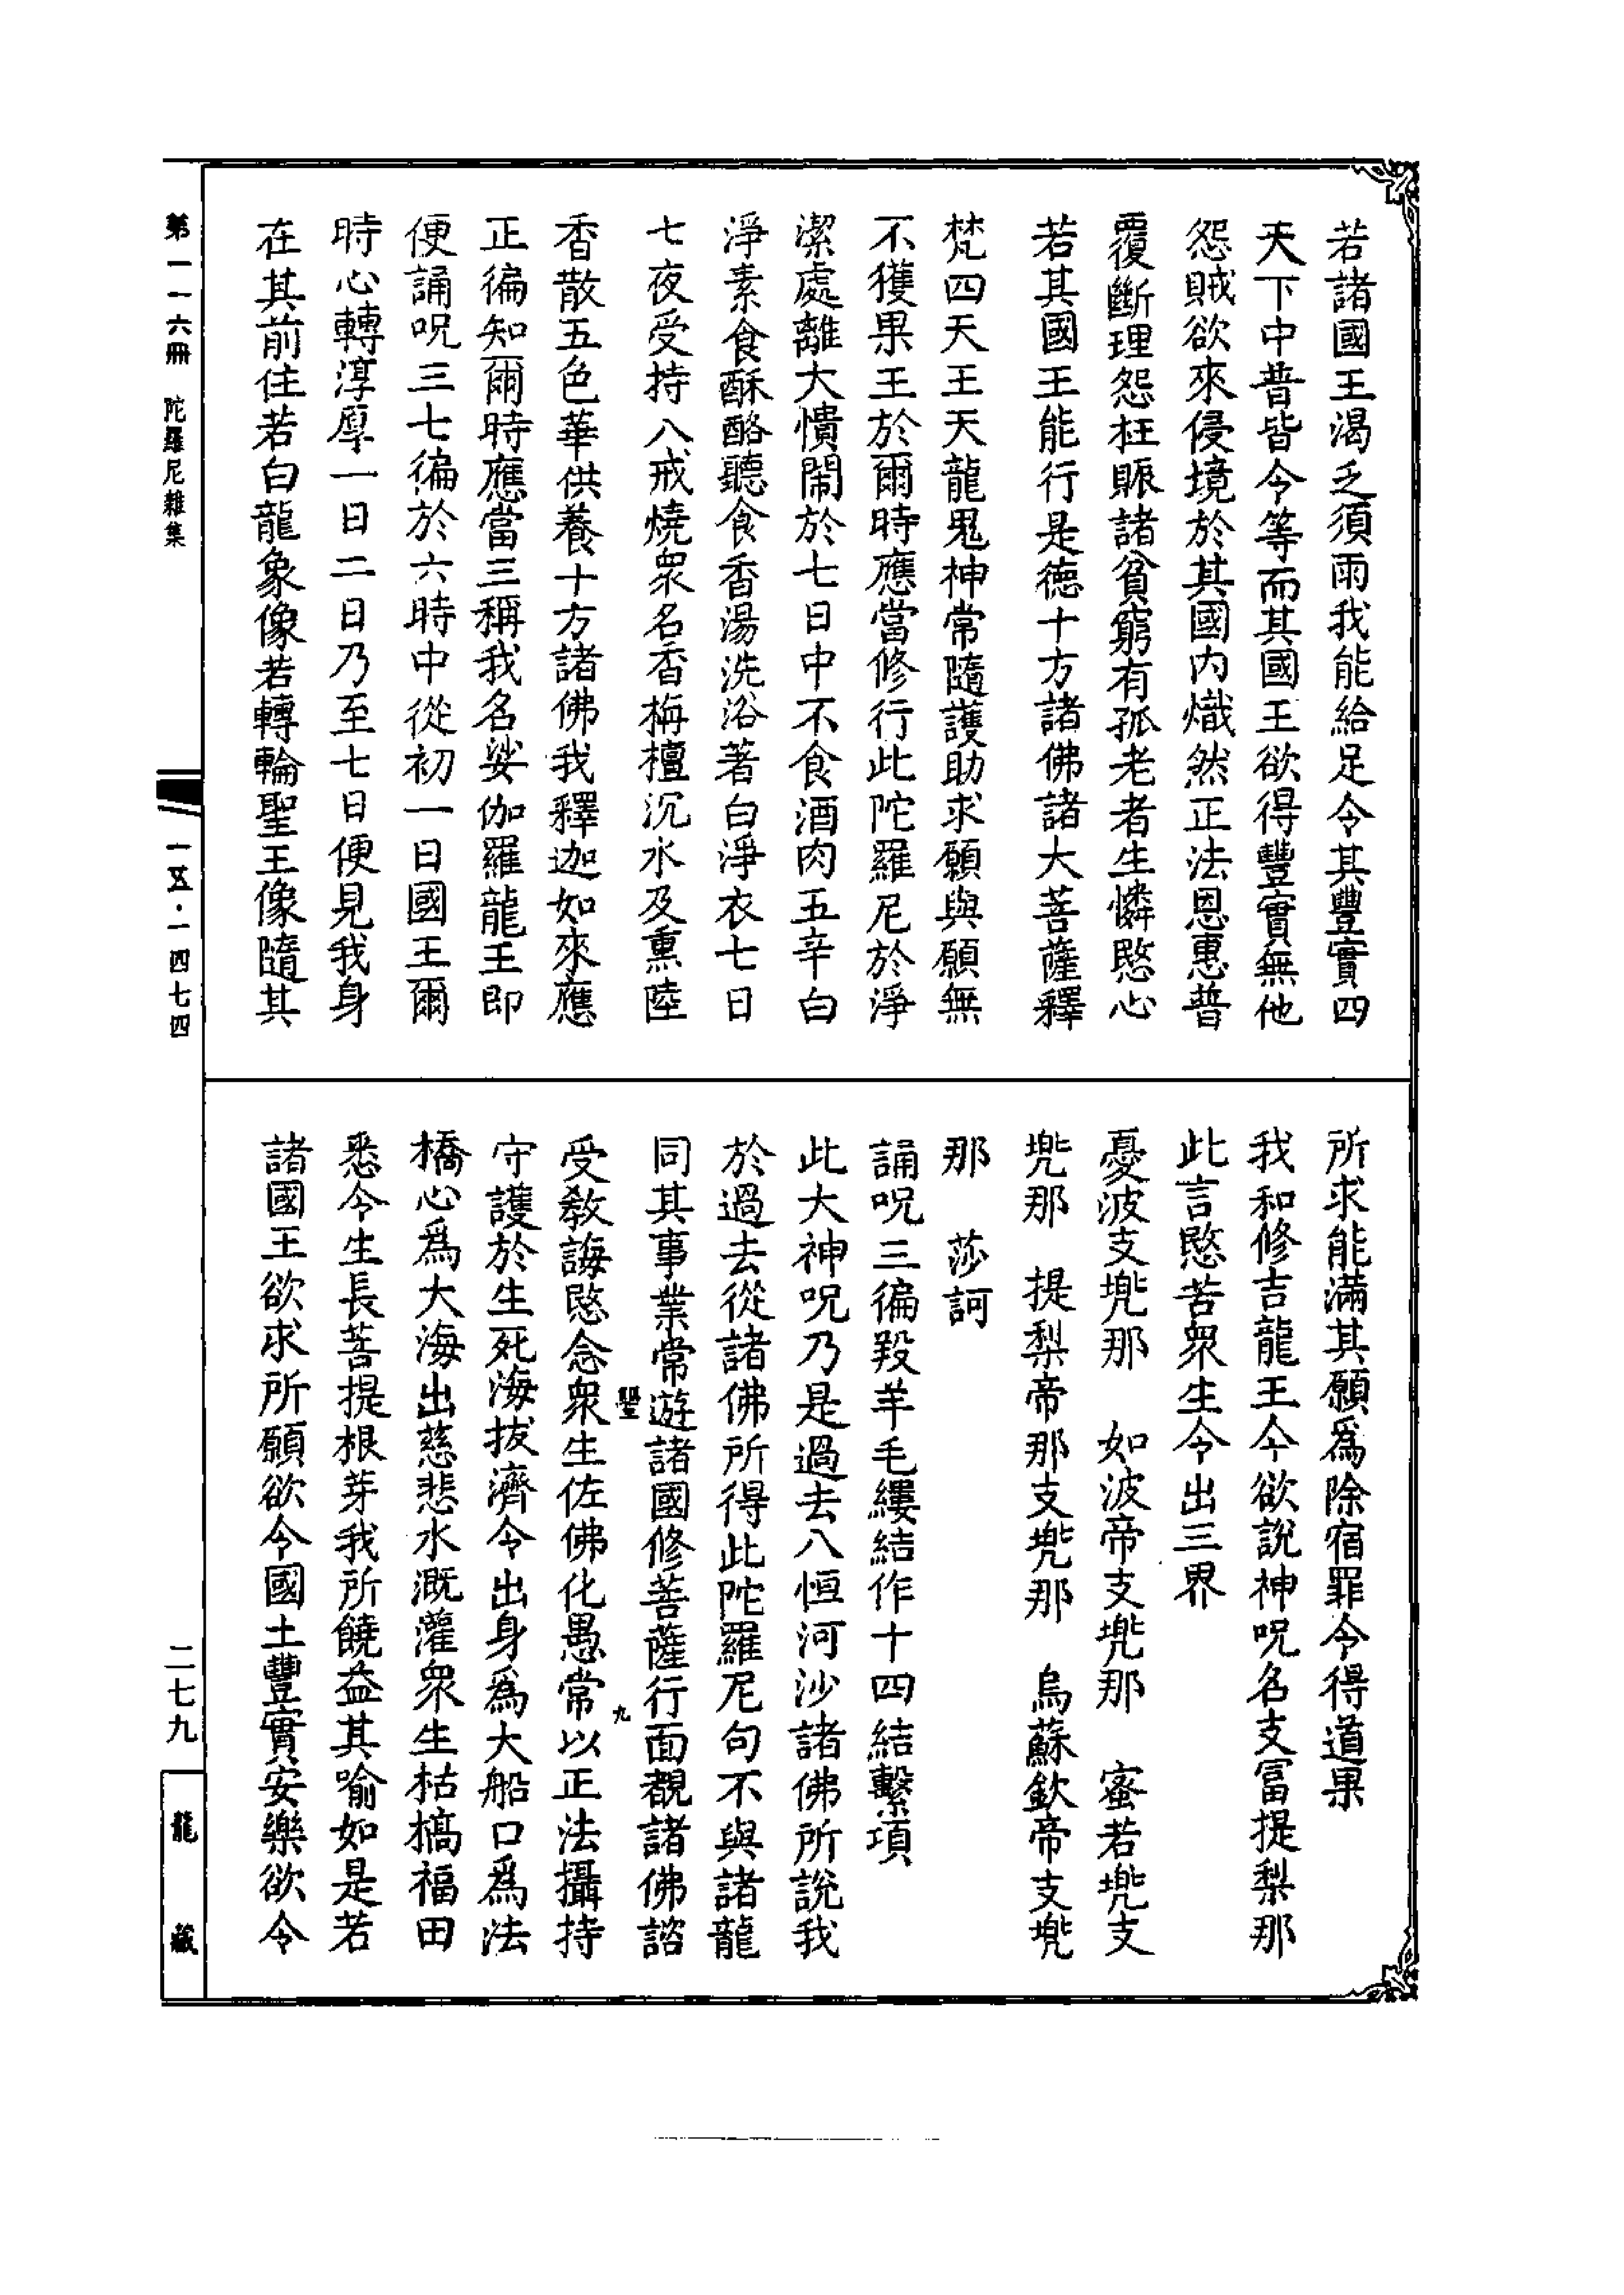 若諸國王渴乏須雨我能給足令其豐實四
天下中普皆令等而其國王欲得豐實無他
怨賊欲來侵境於其國內熾然正法恩惠普
覆斷理怨枉賑諸貧窮有孤老者生憐愍心
若其國王能行是德十方諸佛諸大菩薩釋
梵四天王天龍鬼神常隨護助求願與願無
不獲果王於爾時應當修行此陀羅尼於淨
潔處離大憒鬧於七日中不食酒肉五辛白
淨素食酥酪聽食香湯洗浴著白淨衣七日
七夜受持八戒燒衆名香栴檀沉水及熏陸
香散五色華供養十方諸佛我釋迦如來應
正徧知爾時應當三稱我名娑伽羅龍王即
便誦呪三七徧於六時中從初一日國王爾
時心轉淳厚一日二日乃至七日便見我身
在其前住若白龍象像若轉輪聖王像隨其
所求能滿其願爲除宿罪令得道果
我和修吉龍王今欲說神呪名支富提梨那
此言愍苦衆生令出三界
憂波支兠那　如波帝支兠那　蜜若兠支
兠那　提梨帝那支兠那　烏蘇欽帝支兠
那　莎訶
誦呪三徧羖羊毛縷結作十四結繫項
此大神呪乃是過去八恒河沙諸佛所說我
於過去從諸佛所得此陀羅尼句不與諸龍
同其事業常遊諸國修菩薩行面覩諸佛諮
受敎誨愍念衆生佐佛化愚常以正法攝持
守護於生死海拔濟令出身爲大船口爲法
橋心爲大海出慈悲水漑灌衆生枯槁福田
悉令生長菩提根芽我所饒益其喻如是若
諸國王欲求所願欲令國土豐實安樂欲令
九
第一一六冊　陀羅尼雜集
一五·一四七四
二七九
龍藏